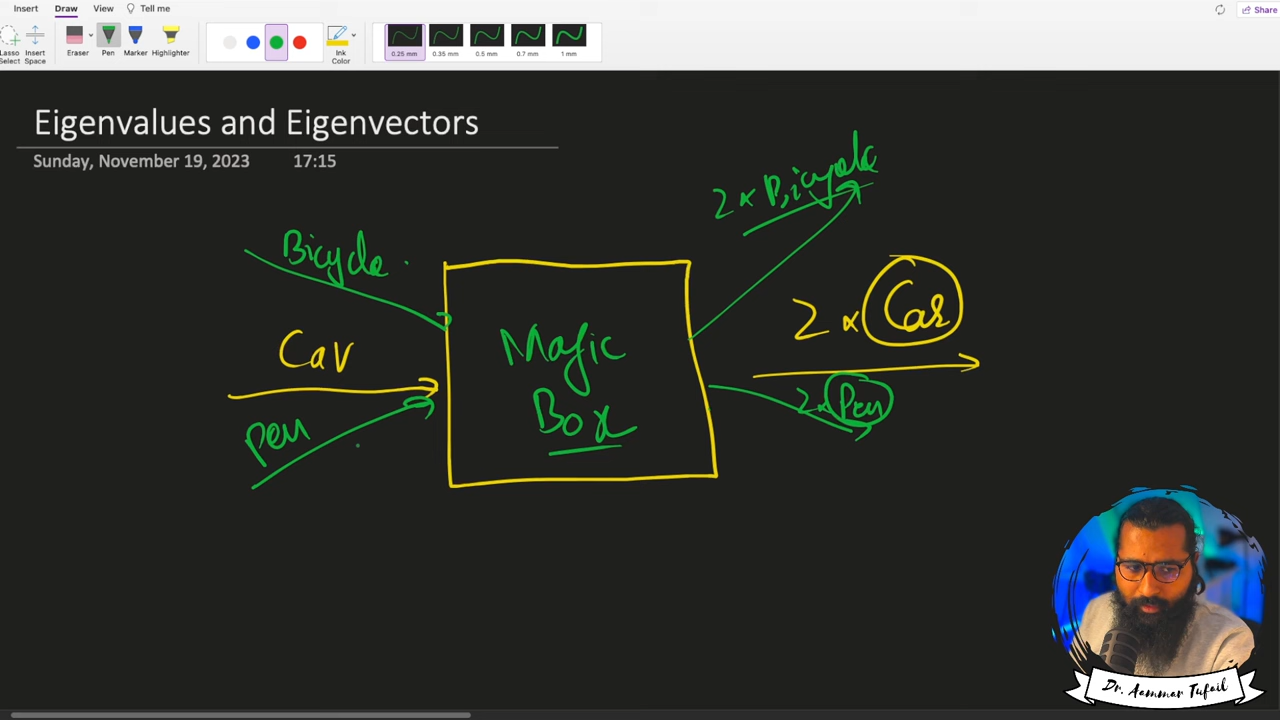 Insert Draw View Tell me
Share
Lasso Select
Insert Space
Eraser
Pen
Marker
Highlighter
Ink Color
0.25 mm
0.35 mm
0.5 mm
0.7 mm
1 mm
Eigenvalues and Eigenvectors
Sunday, November 19, 2023 17:15
2 x Bicycle
Bicycle
2 x Car
Car
Magic
Box
2 x Pen
Pen
Dr. Aammar Tufail